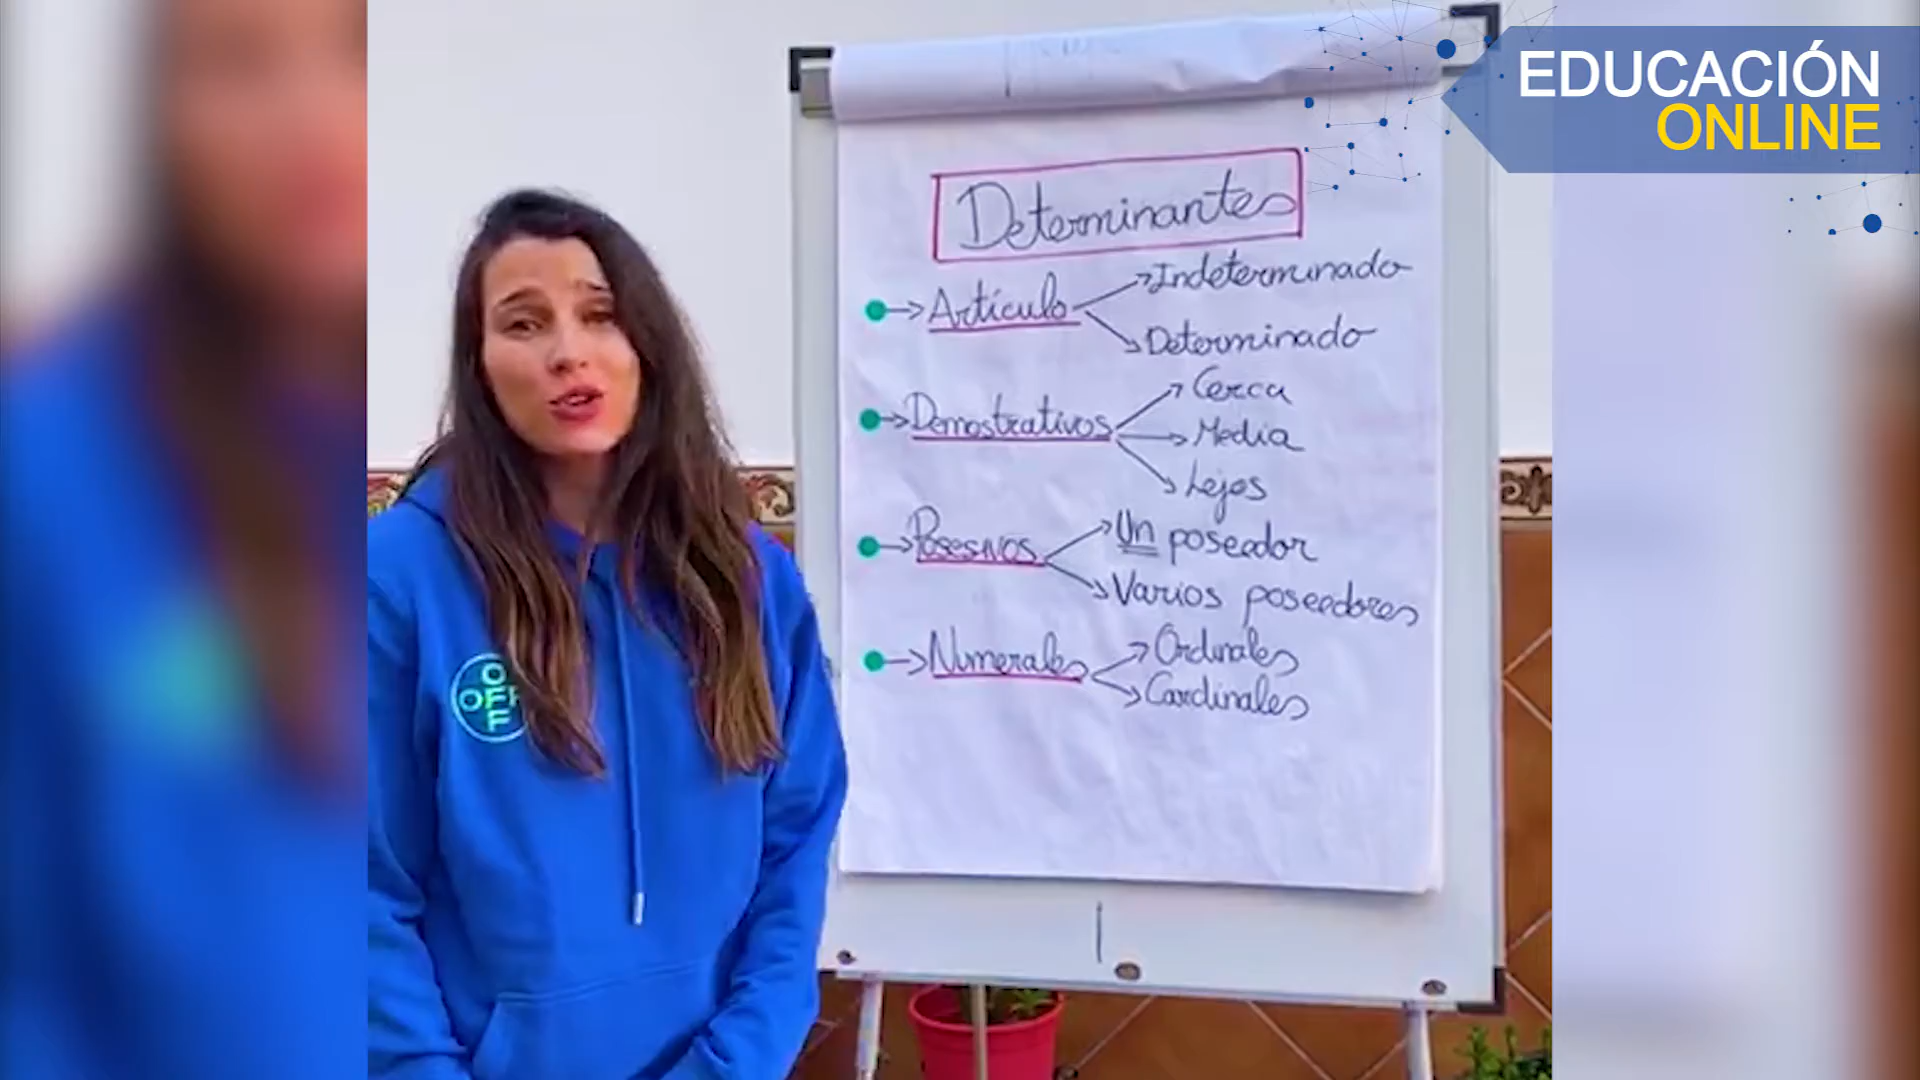 EDUCACIÓN
ONLINE
Determinantes
Artículo
Indeterminado
Determinado
Demostrativos
Cerca
Media
Lejos
Posesivos
Un poseedor
Varios poseedores
Numerales
Ordinales
Cardinales